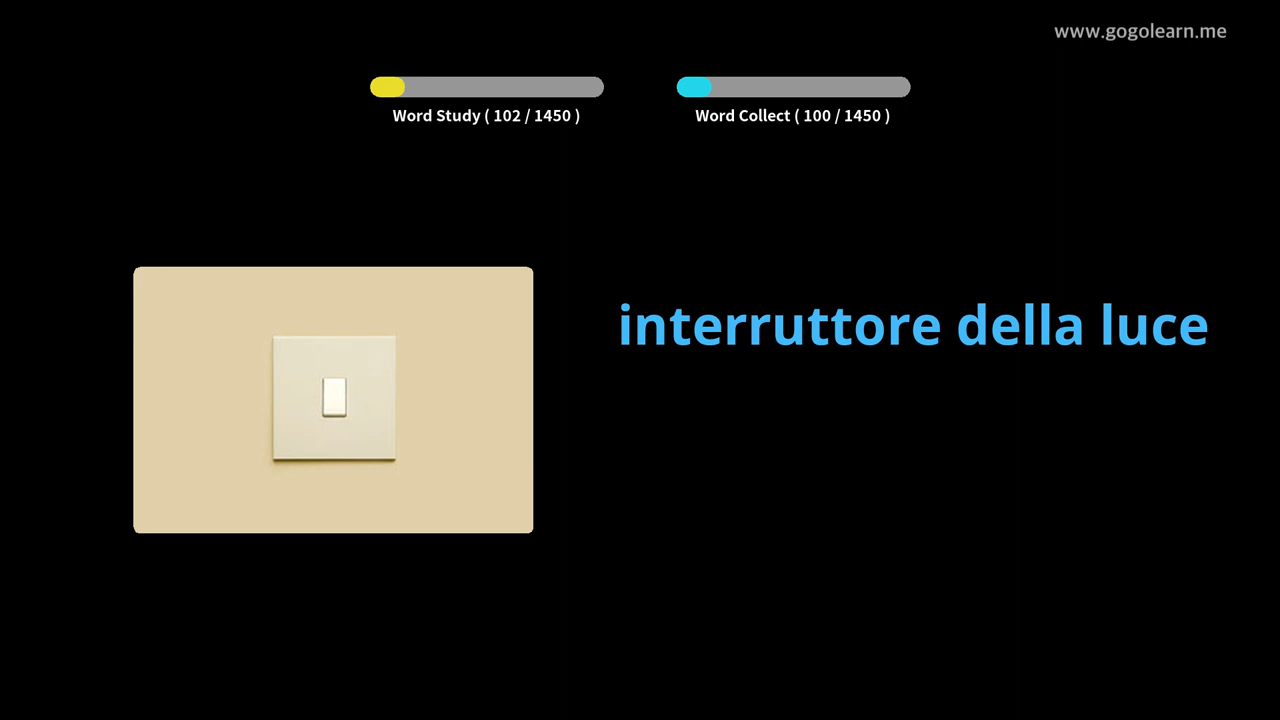 www.gogolearn.me
Word Study ( 102 / 1450 )
Word Collect ( 100 / 1450 )
interruttore della luce